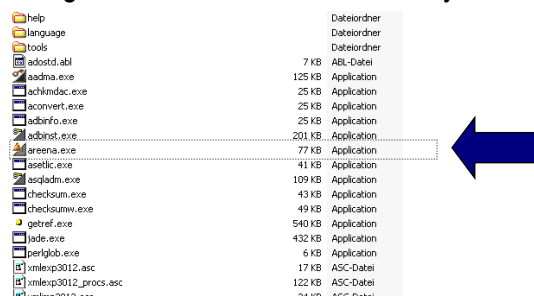 help Dateiordner
language Dateiordner
tools Dateiordner
adostd.abl 7 KB ABL-Datei
aadma.exe 125 KB Application
achkmdac.exe 25 KB Application
aconvert.exe 25 KB Application
adbinfo.exe 25 KB Application
adbinst.exe 201 KB Application
areena.exe 77 KB Application
asetlic.exe 41 KB Application
asqladm.exe 109 KB Application
checksum.exe 43 KB Application
checksumw.exe 49 KB Application
getref.exe 540 KB Application
jade.exe 432 KB Application
perlglob.exe 6 KB Application
xmlexp3012.asc 17 KB ASC-Datei
xmlexp3012_procs.asc 122 KB ASC-Datei